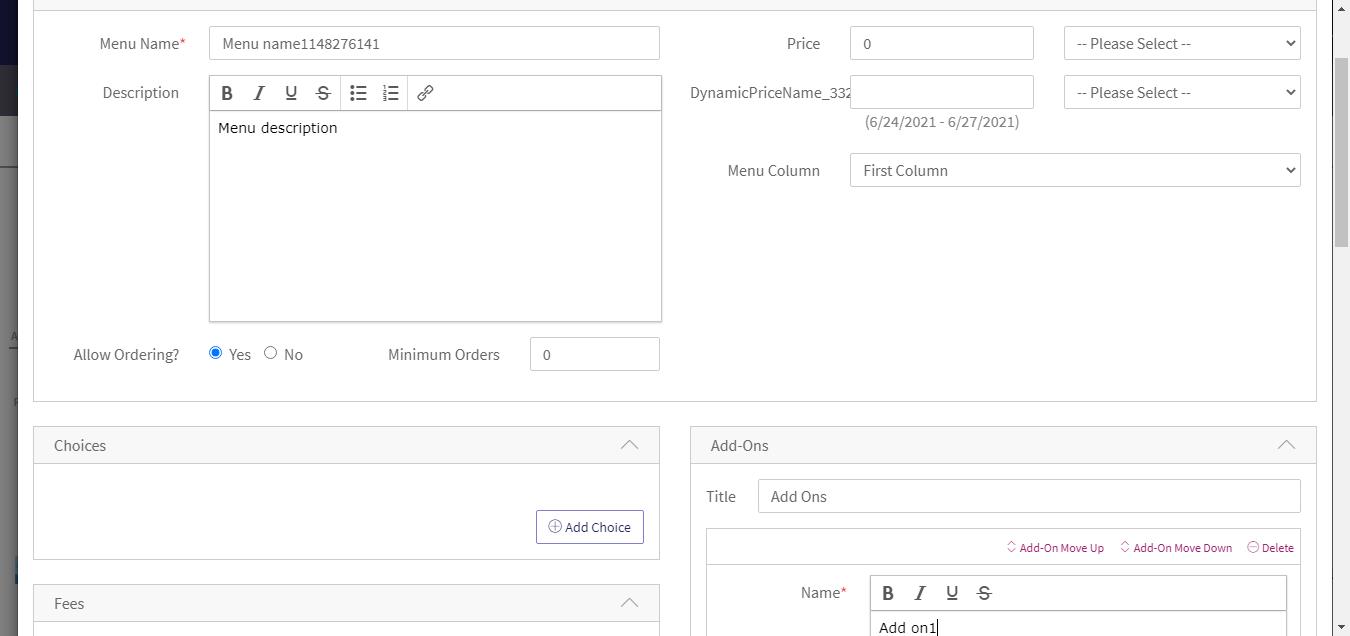 Menu Name*
Menu name1148276141
Price
0
-- Please Select --
Description
B I U S
Menu description
DynamicPriceName_332
-- Please Select --
(6/24/2021 - 6/27/2021)
Menu Column
First Column
Allow Ordering?
Yes
No
Minimum Orders
0
Choices
Add Choice
Fees
Add-Ons
Title
Add Ons
Add-On Move Up
Add-On Move Down
Delete
Name*
B I U S
Add on1